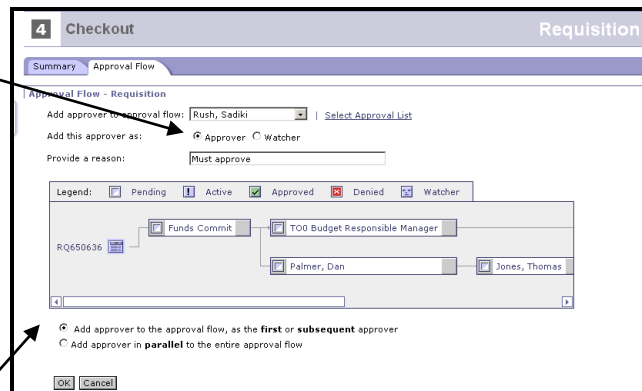 4 Checkout Requisition
Summary Approval Flow
Approval Flow - Requisition
Add approver to approval flow: Rush, Sadiki | Select Approval List
Add this approver as: Approver Watcher
Provide a reason: Must approve
Legend: Pending ! Active Approved Denied Watcher
Funds Commit TO0 Budget Responsible Manager
RQ650636
Palmer, Dan Jones, Thomas
Add approver to the approval flow, as the first or subsequent approver
Add approver in parallel to the entire approval flow
OK Cancel